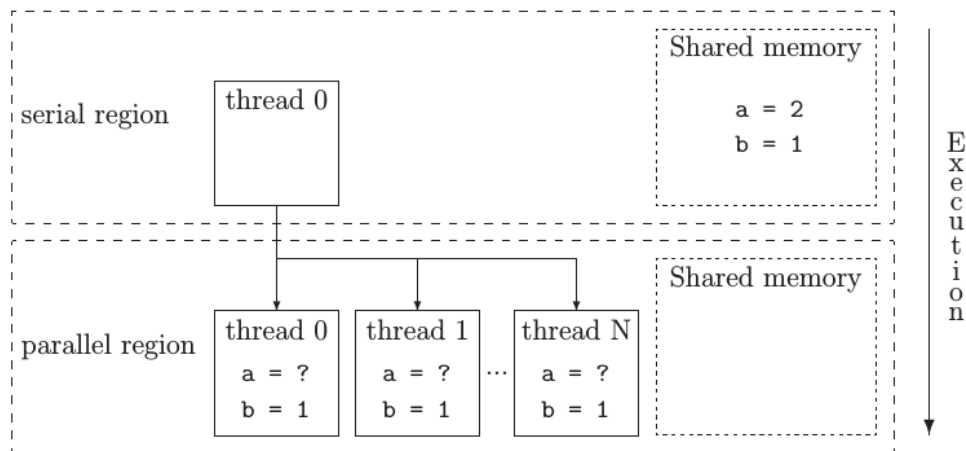 Shared memory
thread 0
serial region
a = 2
b = 1
Execution
Shared memory
thread 0
thread 1
thread N
parallel region
a = ?
a = ?
...
a = ?
b = 1
b = 1
b = 1